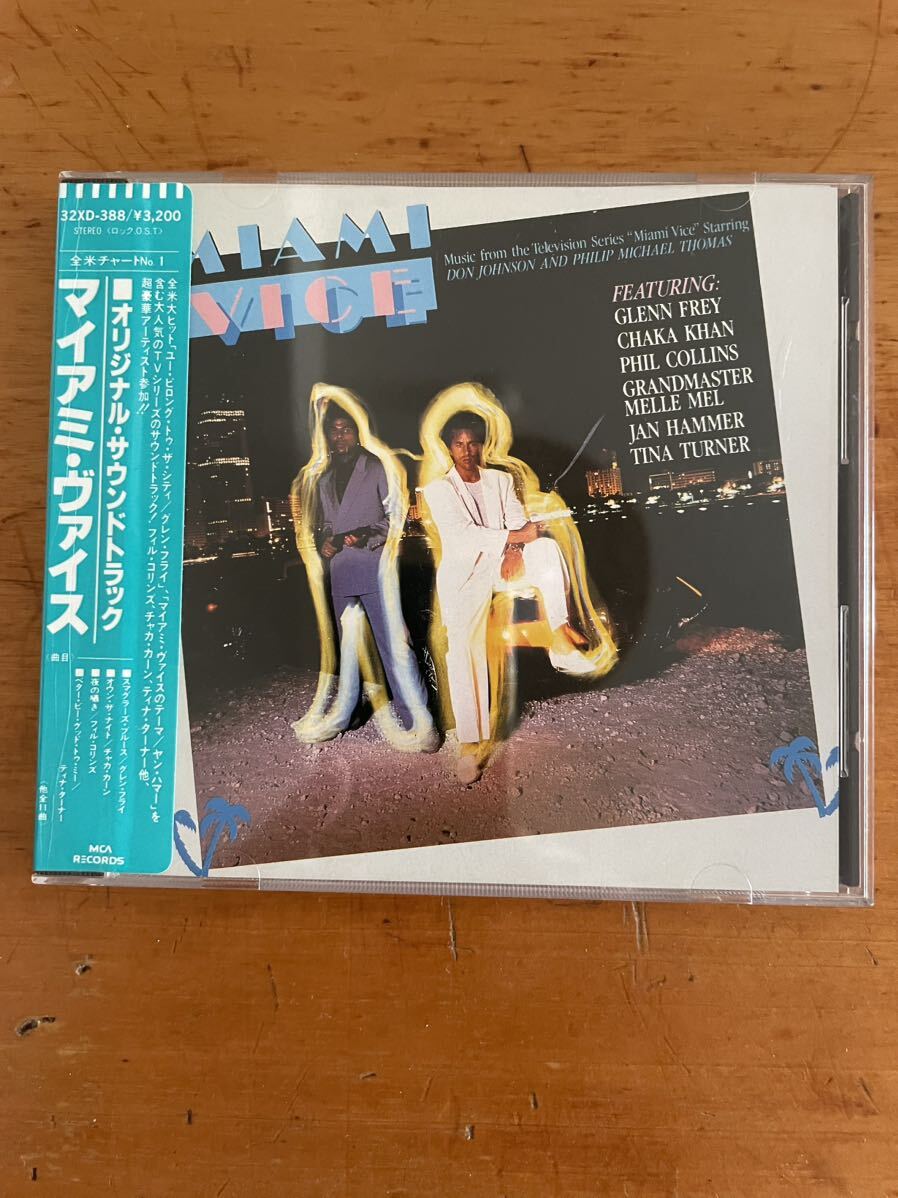 32XD-388/¥3,200
STEREO〈ロック.O.S.T〉
全米チャートNo.1
全米大ヒット「ユー・ビロング・トゥ・ザ・シティ/グレン・フライ」、「マイアミ・ヴァイスのテーマ/ヤン・ハマー」を
含む大人気のTVシリーズのサウンドトラック!フィル・コリンズ、チャカ・カーン、ティナ・ターナー他、
超豪華アーティスト参加!!
■オリジナル・サウンドトラック
マイアミ・ヴァイス
(曲目)
■スマグラーズ・ブルース/グレン・フライ
■オウン・ザ・ナイト/チャカ・カーン
■夜の囁き/フィル・コリンズ
■ベター・ビー・グッド・トゥ・ミー/
ティナ・ターナー
(他全11曲)
MCA
RECORDS
MIAMI
VICE
Music from the Television Series "Miami Vice" Starring
DON JOHNSON AND PHILIP MICHAEL THOMAS
FEATURING:
GLENN FREY
CHAKA KHAN
PHIL COLLINS
GRANDMASTER
MELLE MEL
JAN HAMMER
TINA TURNER